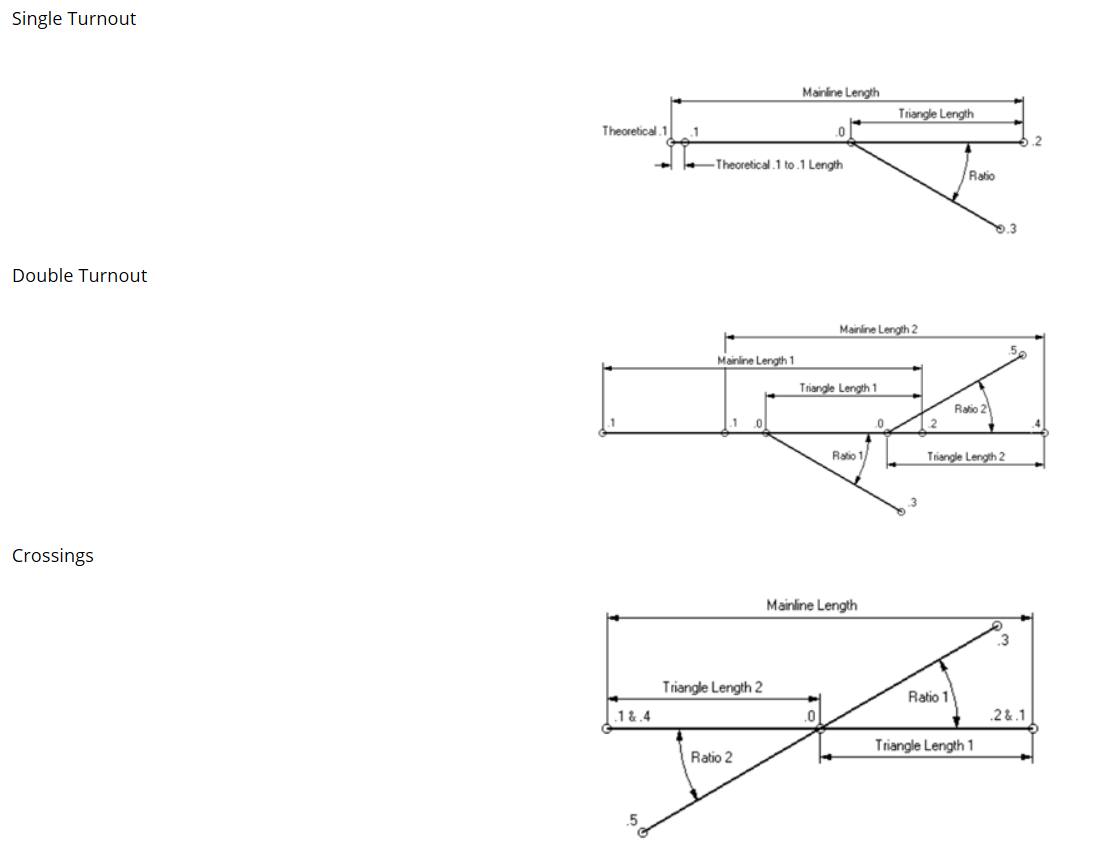 Single Turnout
Mainline Length
Triangle Length
Theoretical .1
.1
.0
.2
Theoretical .1 to .1 Length
Ratio
.3
Double Turnout
Mainline Length 2
.5
Mainline Length 1
Triangle Length 1
Ratio 2
.1
.1
.0
.0
.2
.4
Ratio 1
Triangle Length 2
.3
Crossings
Mainline Length
.3
Triangle Length 2
Ratio 1
.1 & .4
.0
.2 & .1
Triangle Length 1
Ratio 2
.5